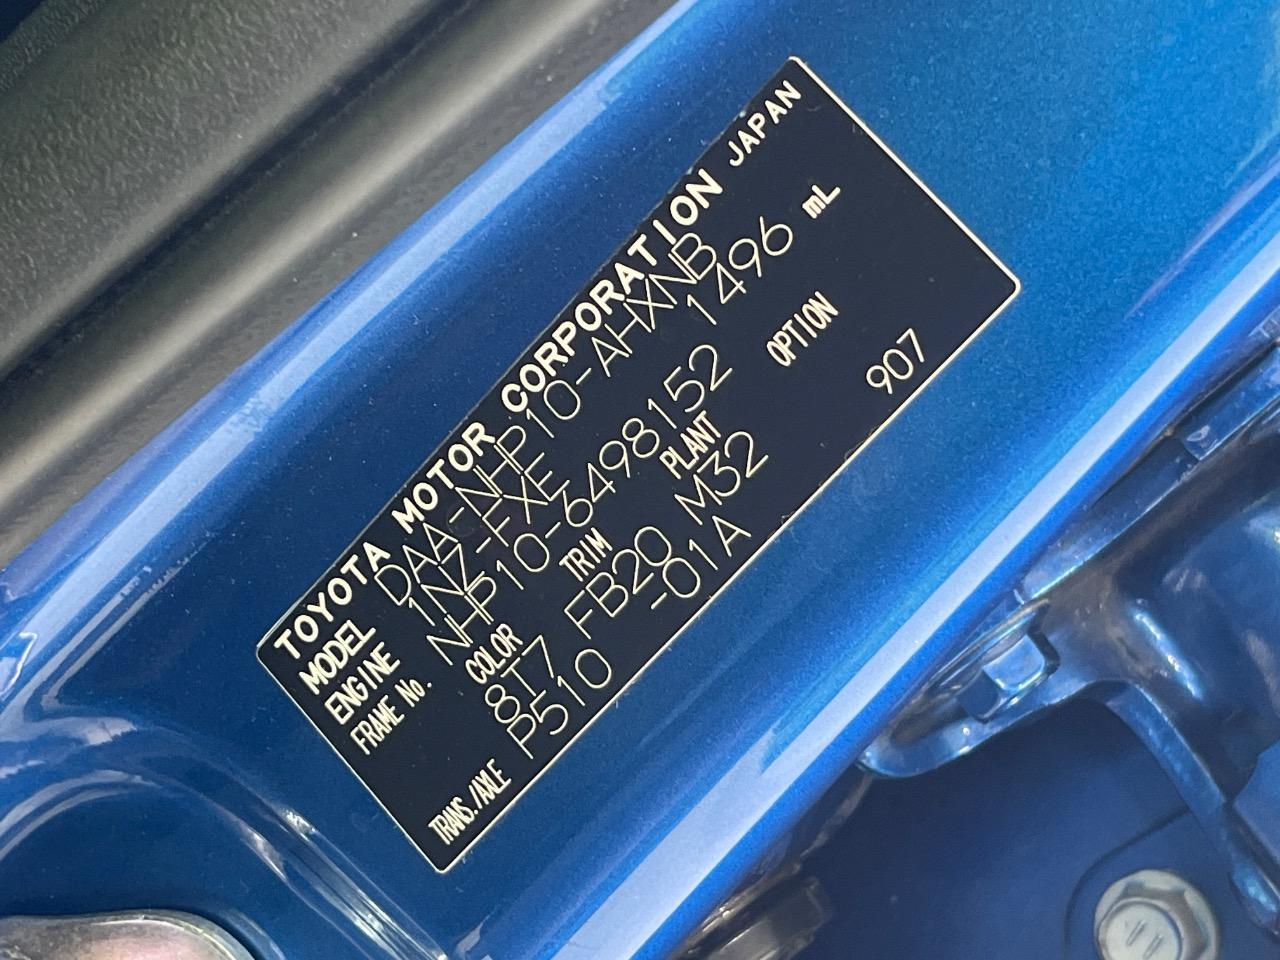 TOYOTA MOTOR CORPORATION JAPAN
MODEL DAA-NHP10-AHXNB
ENGINE 1NZ-FXE 1496 mL
FRAME No. NHP10-6498152
COLOR TRIM PLANT OPTION
8T7 FB20 M32 907
TRANS./AXLE P510 -01A